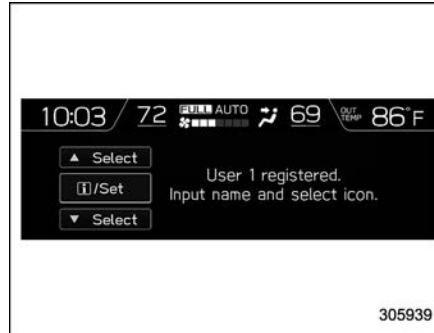 10:03 72 FULL AUTO 69 OUT TEMP 86°F
▲ Select
i/Set
▼ Select
User 1 registered.
Input name and select icon.
305939